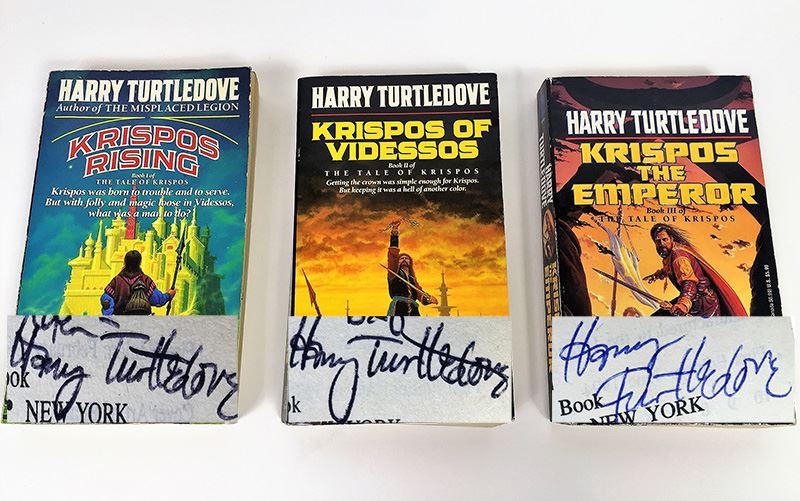 HARRY TURTLEDOVE
Author of THE MISPLACED LEGION
KRISPOS
RISING
Book I of
THE TALE OF KRISPOS
Krispos was born to trouble and to serve.
But with folly and magic loose in Videssos,
what was a man to do?
Harry Turtledove
ook
NEW YORK
HARRY TURTLEDOVE
KRISPOS OF
VIDESSOS
Book II of
THE TALE OF KRISPOS
Getting the crown was simple enough for Krispos.
But keeping it was a hell of another color.
Harry Turtledove
ok
NEW YORK
HARRY TURTLEDOVE
KRISPOS
THE
EMPEROR
Book III of
THE TALE OF KRISPOS
Harry
Turtledove
Book
NEW YORK